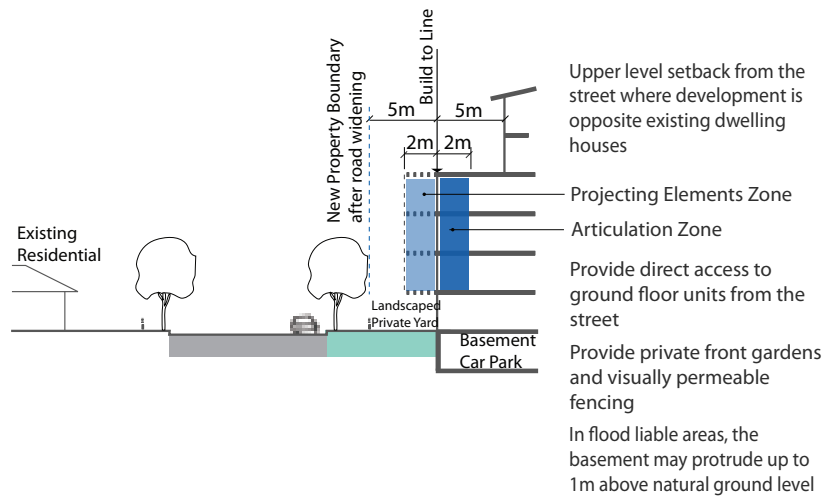 New Property Boundary
after road widening
Build to Line
5m
5m
2m
2m
Upper level setback from the
street where development is
opposite existing dwelling
houses
Projecting Elements Zone
Articulation Zone
Existing
Residential
Provide direct access to
ground floor units from the
street
Landscaped
Private Yard
Basement
Car Park
Provide private front gardens
and visually permeable
fencing
In flood liable areas, the
basement may protrude up to
1m above natural ground level